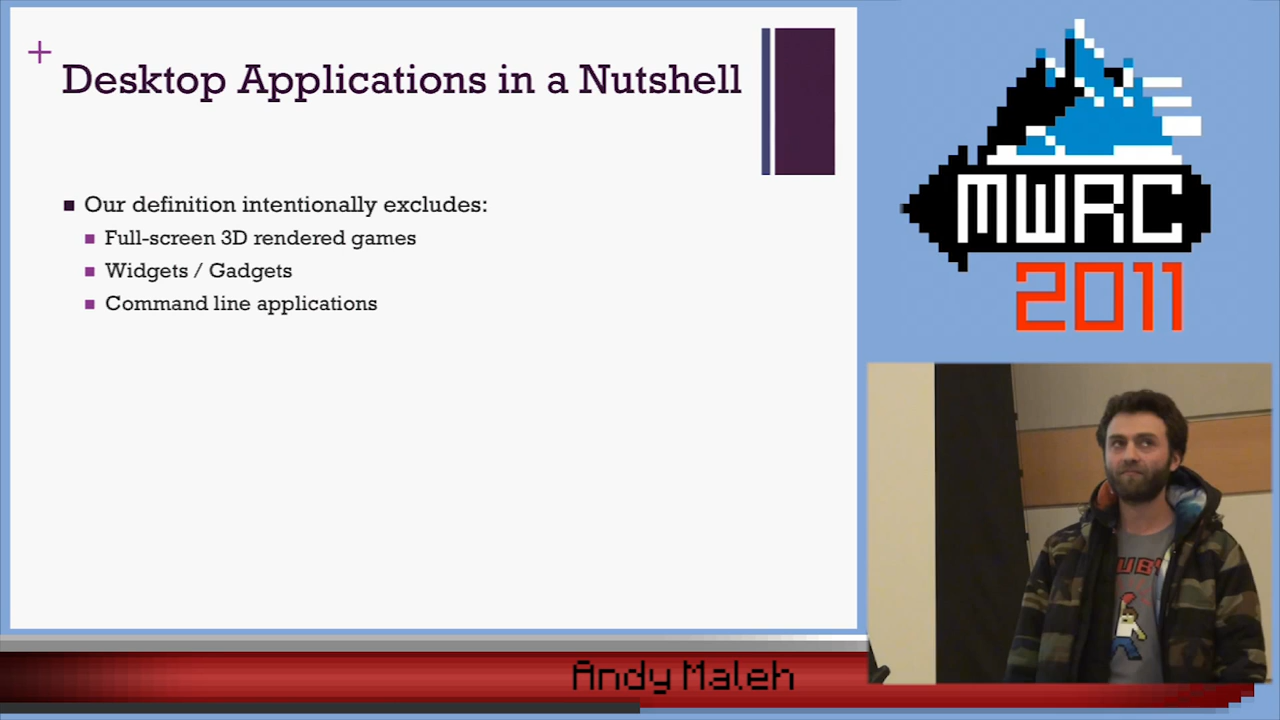 +
Desktop Applications in a Nutshell
Our definition intentionally excludes:
Full-screen 3D rendered games
Widgets / Gadgets
Command line applications
MWRC
2011
Andy Maleh